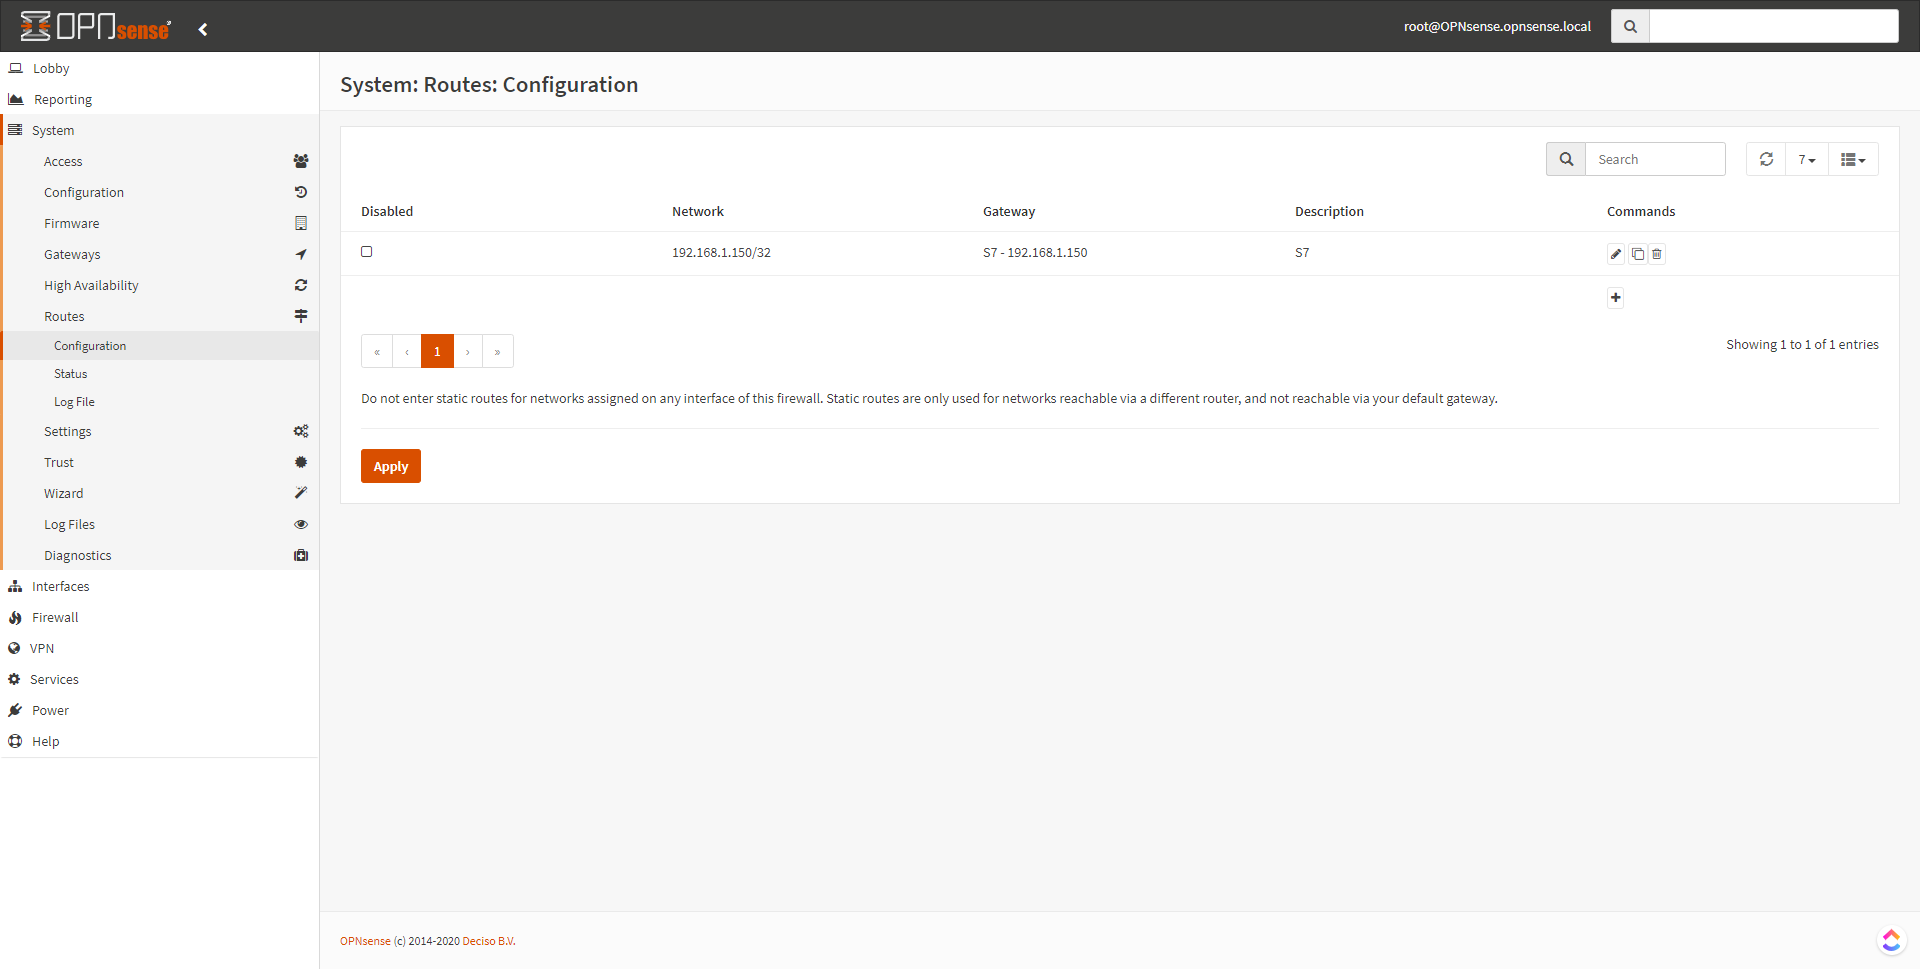 OPNsense
root@OPNsense.opnsense.local
Lobby
Reporting
System
Access
Configuration
Firmware
Gateways
High Availability
Routes
Configuration
Status
Log File
Settings
Trust
Wizard
Log Files
Diagnostics
Interfaces
Firewall
VPN
Services
Power
Help
System: Routes: Configuration
Search
7
Disabled Network Gateway Description Commands
192.168.1.150/32 S7 - 192.168.1.150 S7
« ‹ 1 › »
Showing 1 to 1 of 1 entries
Do not enter static routes for networks assigned on any interface of this firewall. Static routes are only used for networks reachable via a different router, and not reachable via your default gateway.
Apply
OPNsense (c) 2014-2020 Deciso B.V.